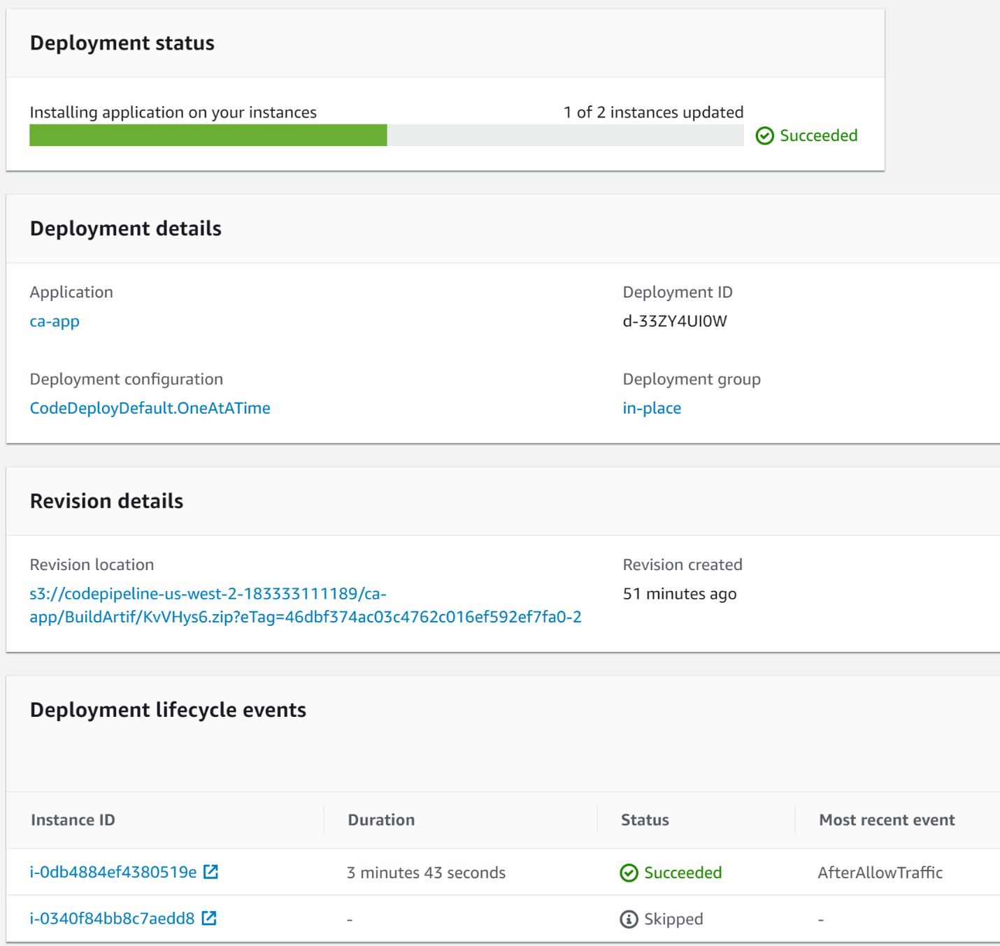 Deployment status
Installing application on your instances
1 of 2 instances updated
Succeeded
Deployment details
Application
Deployment ID
ca-app
d-33ZY4UI0W
Deployment configuration
Deployment group
CodeDeployDefault.OneAtATime
in-place
Revision details
Revision location
Revision created
s3://codepipeline-us-west-2-183333111189/ca-
51 minutes ago
app/BuildArtif/KvVHys6.zip?eTag=46dbf374ac03c4762c016ef592ef7fa0-2
Deployment lifecycle events
Instance ID Duration Status Most recent event
i-0db4884ef4380519e 3 minutes 43 seconds Succeeded AfterAllowTraffic
i-0340f84bb8c7aedd8 - Skipped -